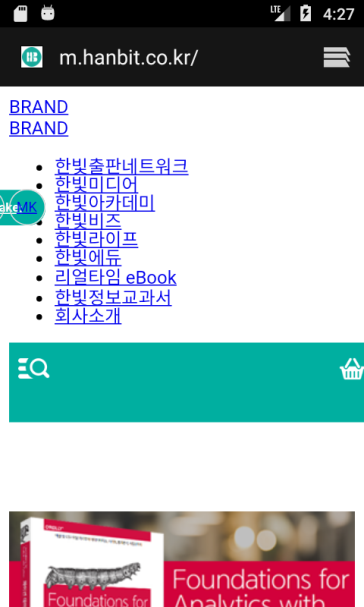 LTE 4:27
m.hanbit.co.kr/
BRAND
BRAND
한빛출판네트워크
한빛미디어
한빛아카데미
ake MK
한빛비즈
한빛라이프
한빛에듀
리얼타임 eBook
한빛정보교과서
회사소개
O'REILLY
Foundations for
Foundations for
Analytics with